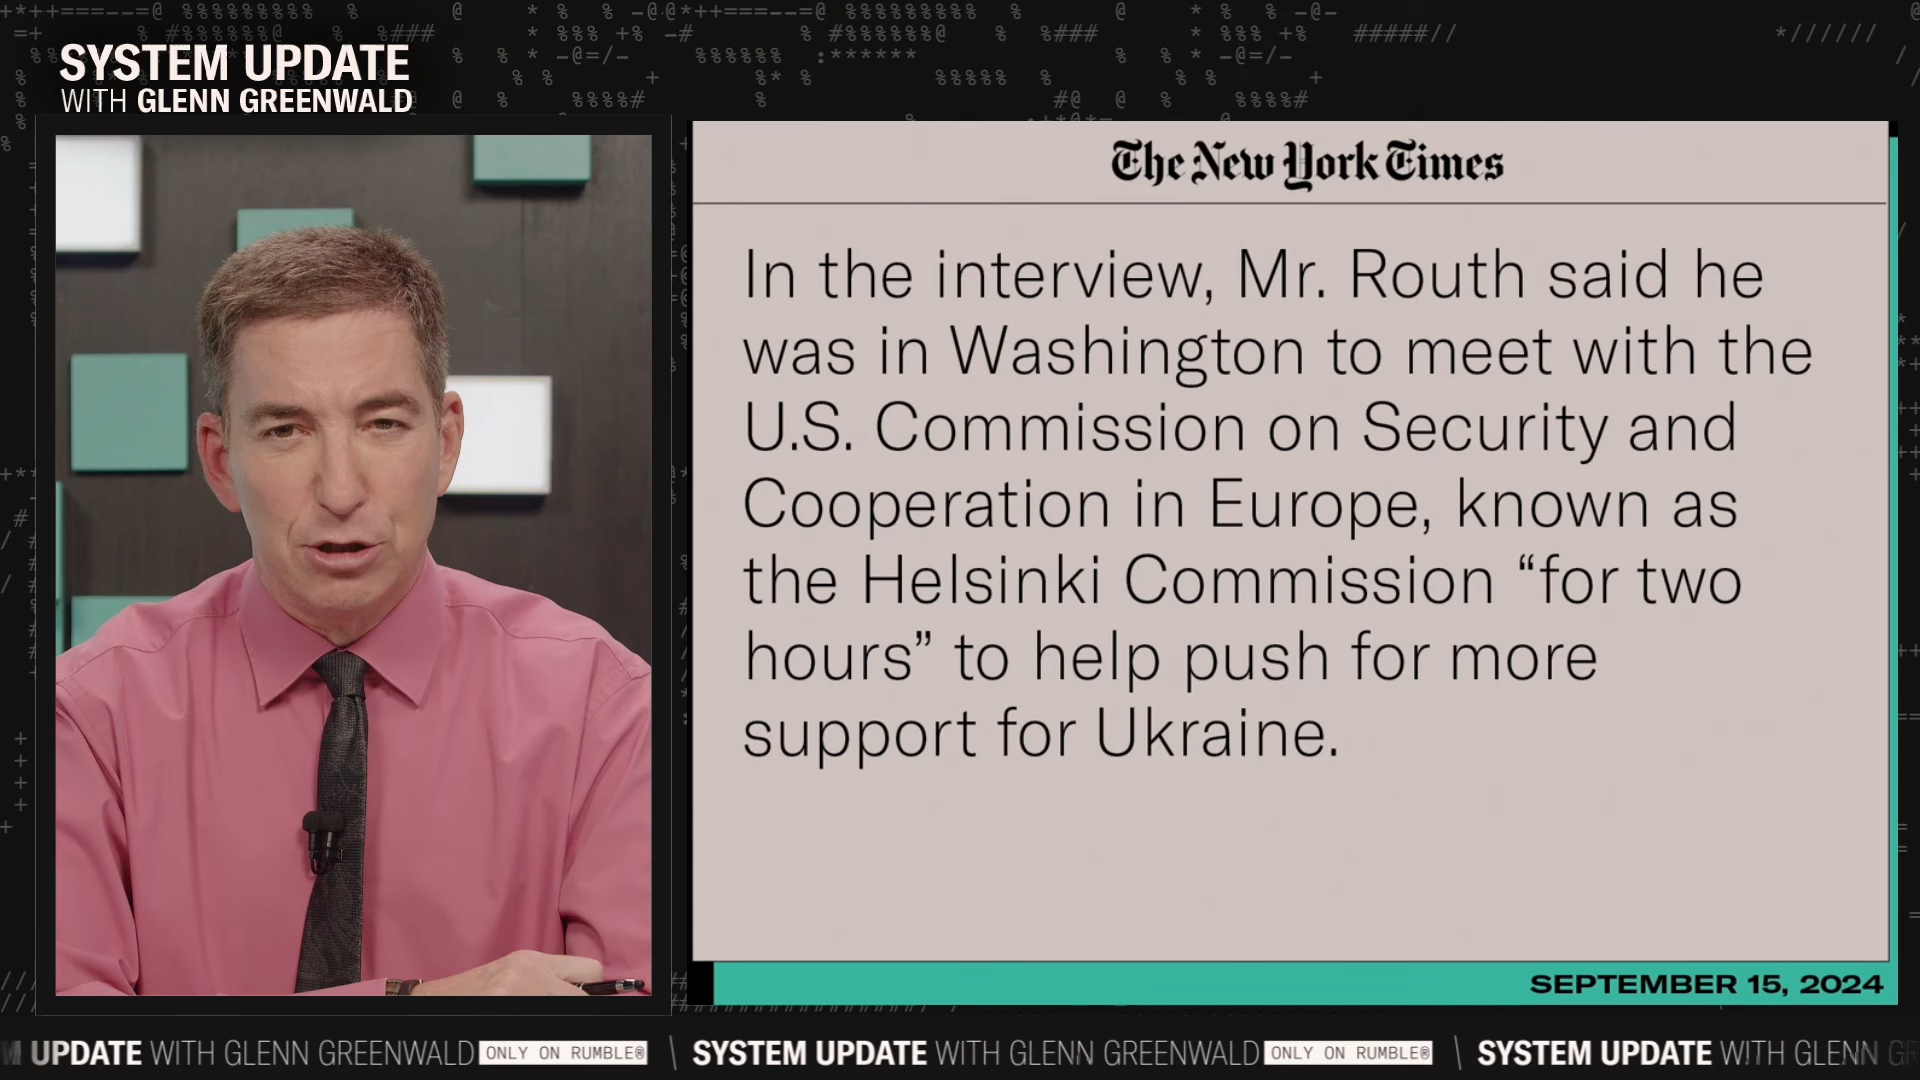 SYSTEM UPDATE
WITH GLENN GREENWALD
The New York Times
In the interview, Mr. Routh said he
was in Washington to meet with the
U.S. Commission on Security and
Cooperation in Europe, known as
the Helsinki Commission “for two
hours” to help push for more
support for Ukraine.
SEPTEMBER 15, 2024
UPDATE WITH GLENN GREENWALD ONLY ON RUMBLE® \ SYSTEM UPDATE WITH GLENN GREENWALD ONLY ON RUMBLE® \ SYSTEM UPDATE WITH GLENN